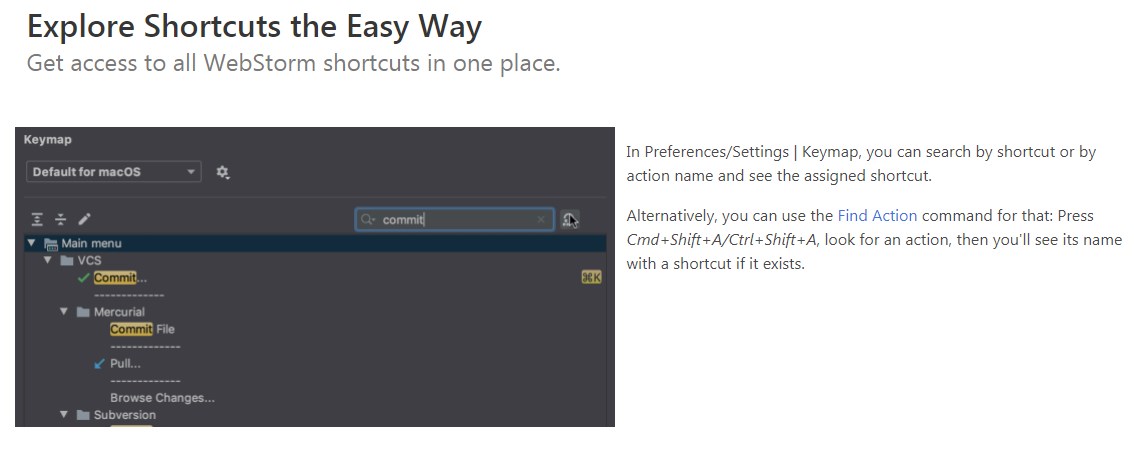 Explore Shortcuts the Easy Way
Get access to all WebStorm shortcuts in one place.
Keymap
Default for macOS
commit
Main menu
VCS
Commit...
-------------
Mercurial
Commit File
-------------
Pull...
-------------
Browse Changes...
Subversion
⌘K
In Preferences/Settings | Keymap, you can search by shortcut or by
action name and see the assigned shortcut.
Alternatively, you can use the Find Action command for that: Press
Cmd+Shift+A/Ctrl+Shift+A, look for an action, then you'll see its name
with a shortcut if it exists.